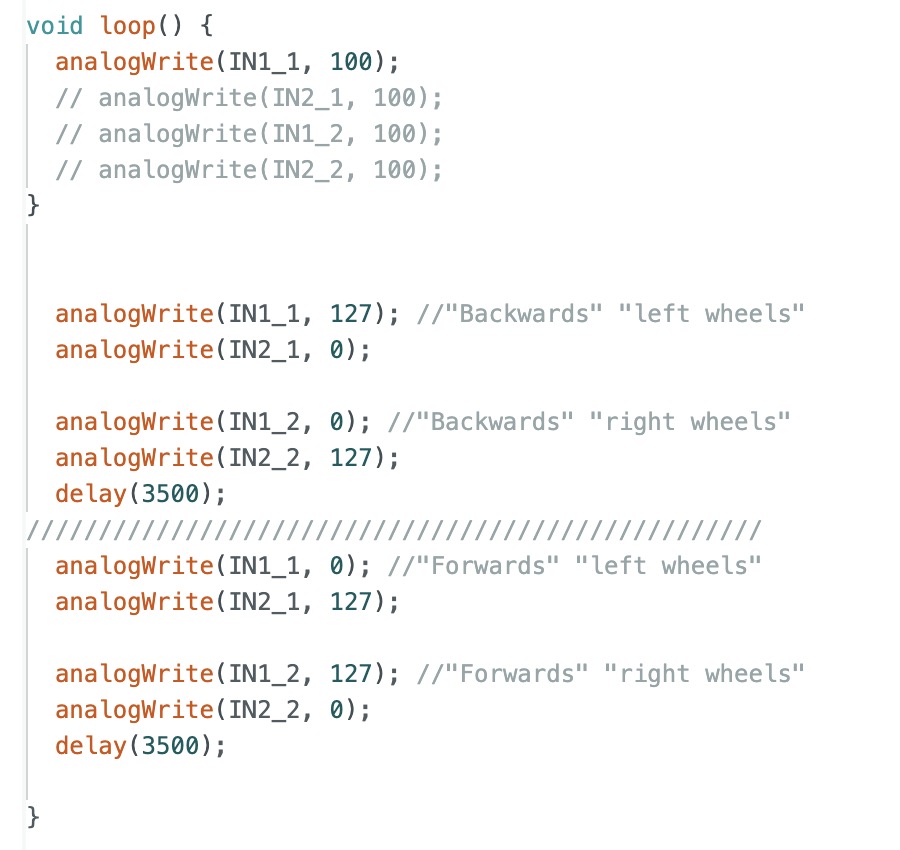 void loop() {
  analogWrite(IN1_1, 100);
  // analogWrite(IN2_1, 100);
  // analogWrite(IN1_2, 100);
  // analogWrite(IN2_2, 100);
}
  analogWrite(IN1_1, 127); //"Backwards" "left wheels"
  analogWrite(IN2_1, 0);
  analogWrite(IN1_2, 0); //"Backwards" "right wheels"
  analogWrite(IN2_2, 127);
  delay(3500);
///////////////////////////////////////////////////
  analogWrite(IN1_1, 0); //"Forwards" "left wheels"
  analogWrite(IN2_1, 127);
  analogWrite(IN1_2, 127); //"Forwards" "right wheels"
  analogWrite(IN2_2, 0);
  delay(3500);
}